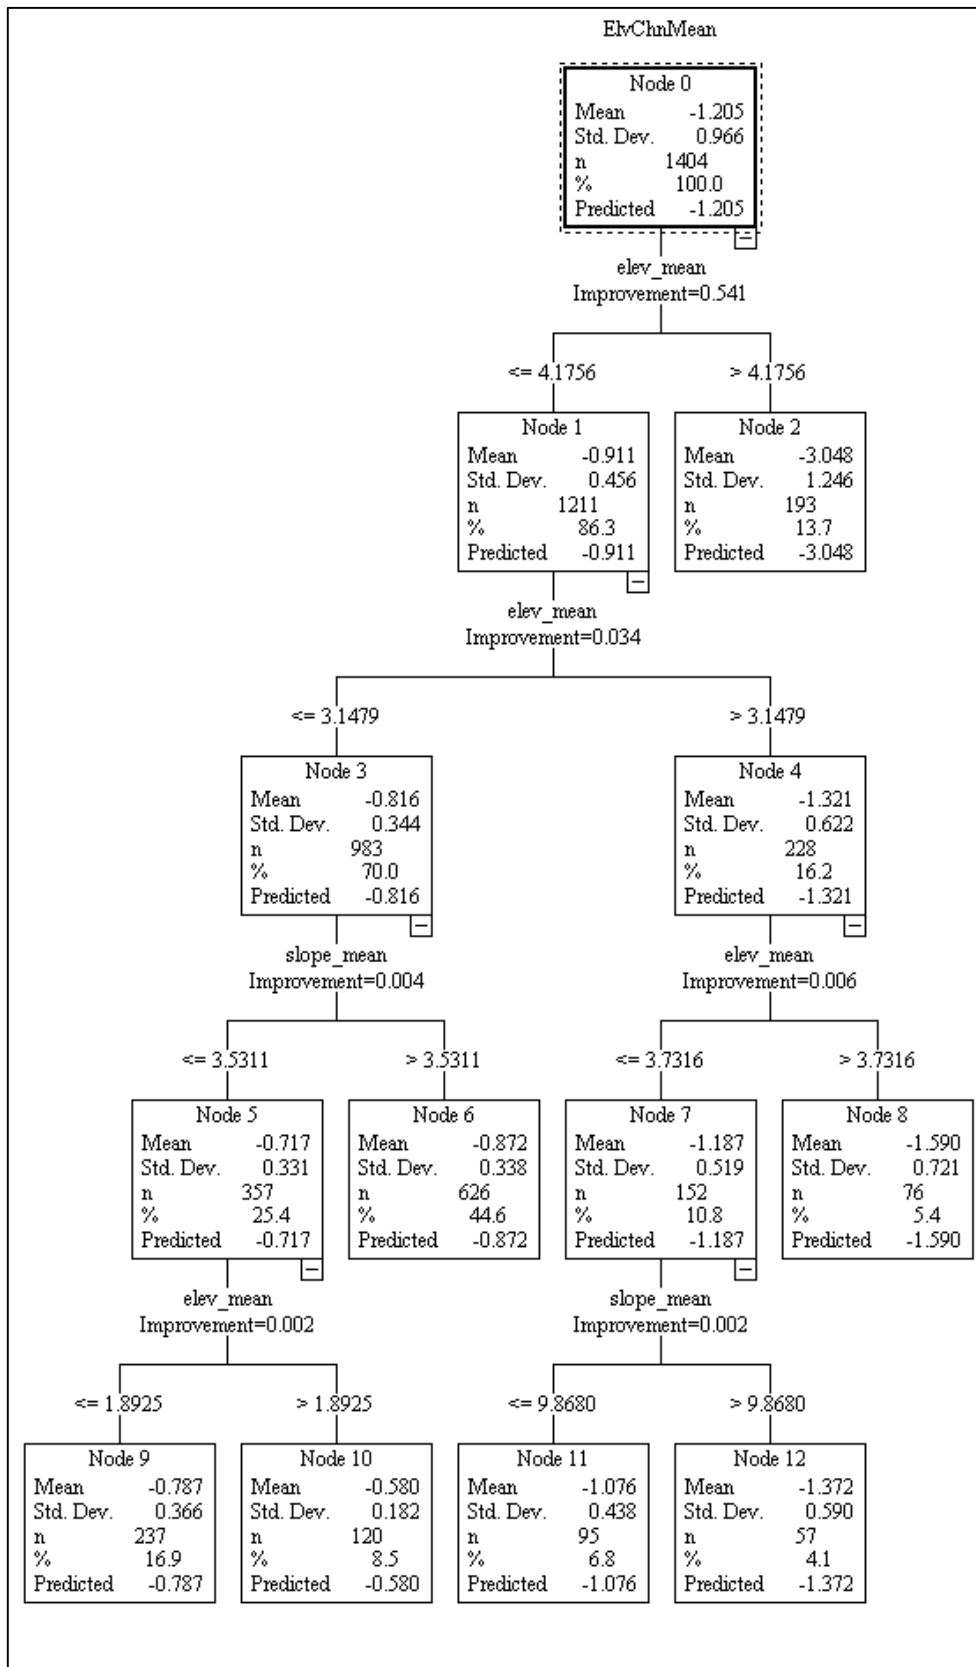 ElvChnMean
Node 0
Mean -1.205
Std. Dev. 0.966
n 1404
% 100.0
Predicted -1.205
elev_mean
Improvement=0.541
<= 4.1756
> 4.1756
Node 1
Mean -0.911
Std. Dev. 0.456
n 1211
% 86.3
Predicted -0.911
Node 2
Mean -3.048
Std. Dev. 1.246
n 193
% 13.7
Predicted -3.048
elev_mean
Improvement=0.034
<= 3.1479
> 3.1479
Node 3
Mean -0.816
Std. Dev. 0.344
n 983
% 70.0
Predicted -0.816
Node 4
Mean -1.321
Std. Dev. 0.622
n 228
% 16.2
Predicted -1.321
slope_mean
Improvement=0.004
elev_mean
Improvement=0.006
<= 3.5311
> 3.5311
<= 3.7316
> 3.7316
Node 5
Mean -0.717
Std. Dev. 0.331
n 357
% 25.4
Predicted -0.717
Node 6
Mean -0.872
Std. Dev. 0.338
n 626
% 44.6
Predicted -0.872
Node 7
Mean -1.187
Std. Dev. 0.519
n 152
% 10.8
Predicted -1.187
Node 8
Mean -1.590
Std. Dev. 0.721
n 76
% 5.4
Predicted -1.590
elev_mean
Improvement=0.002
slope_mean
Improvement=0.002
<= 1.8925
> 1.8925
<= 9.8680
> 9.8680
Node 9
Mean -0.787
Std. Dev. 0.366
n 237
% 16.9
Predicted -0.787
Node 10
Mean -0.580
Std. Dev. 0.182
n 120
% 8.5
Predicted -0.580
Node 11
Mean -1.076
Std. Dev. 0.438
n 95
% 6.8
Predicted -1.076
Node 12
Mean -1.372
Std. Dev. 0.590
n 57
% 4.1
Predicted -1.372